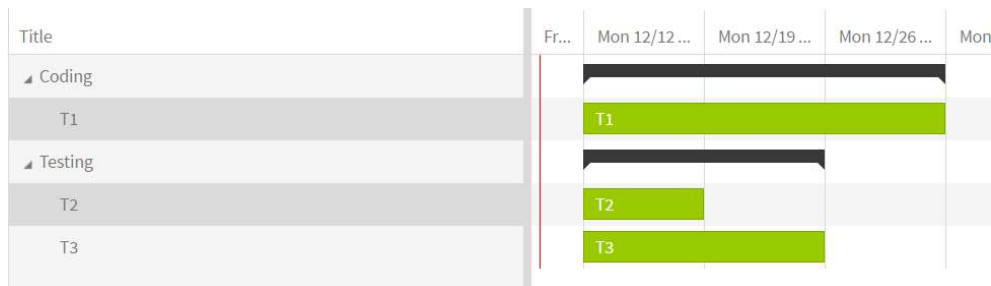 Title Fr... Mon 12/12 ... Mon 12/19 ... Mon 12/26 ... Mon
Coding
T1 T1
Testing
T2 T2
T3 T3